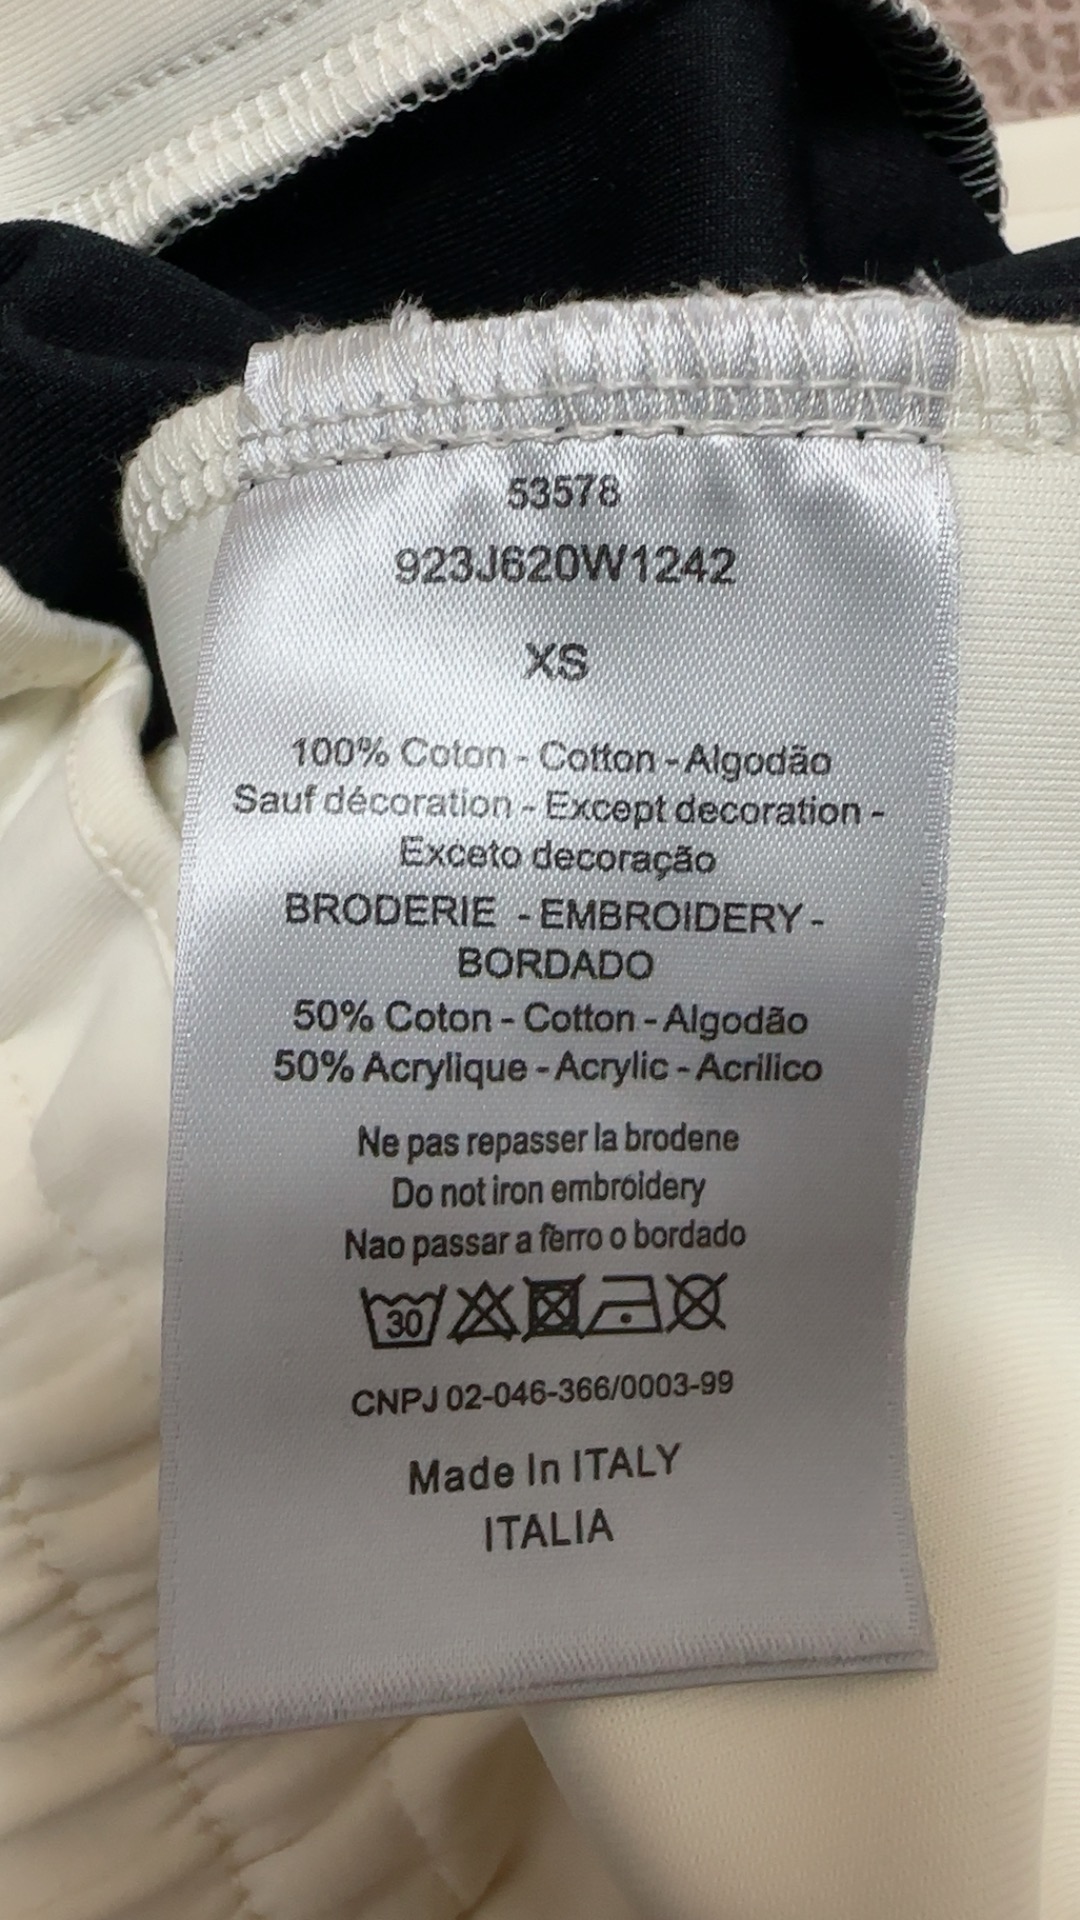 53578
923J620W1242
XS
100% Coton - Cotton - Algodão
Sauf décoration - Except decoration -
Exceto decoração
BRODERIE - EMBROIDERY -
BORDADO
50% Coton - Cotton - Algodão
50% Acrylique - Acrylic - Acrilico
Ne pas repasser la brodene
Do not iron embroidery
Nao passar a ferro o bordado
30
CNPJ 02-046-366/0003-99
Made In ITALY
ITALIA